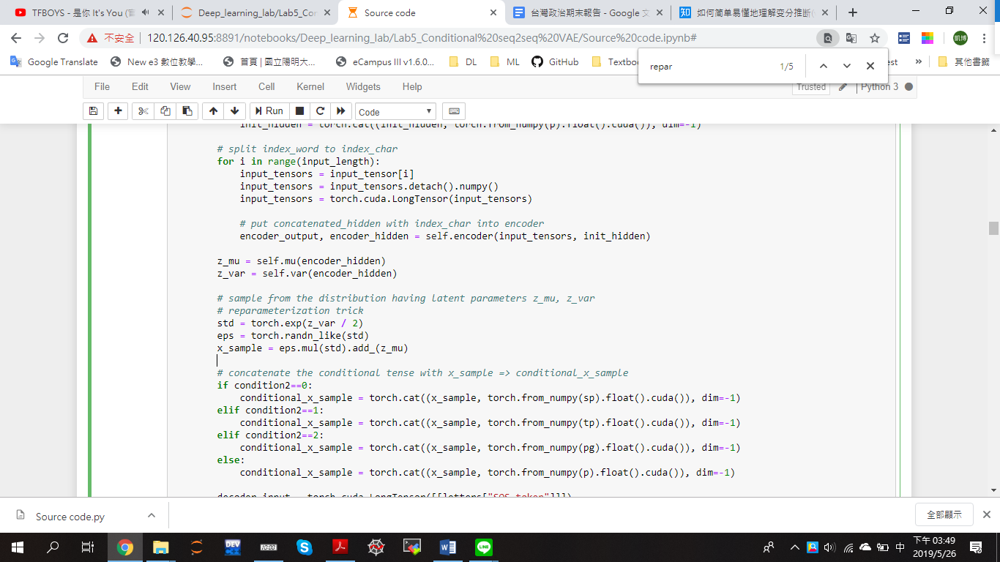 TFBOYS - 是你 It's You (官
Deep_learning_lab/Lab5_Con
Source code
台灣政治期末報告 - Google 文
知 如何简单易懂地理解变分推断(v
不安全 120.126.40.95:8891/notebooks/Deep_learning_lab/Lab5_Conditional%20seq2seq%20VAE/Source%20code.ipynb#
凱博
Google Translate
New e3 數位教學...
首頁 | 國立陽明大...
eCampus III v1.6.0...
DL
ML
GitHub
Textboo
est
»
其他書籤
repar 1/5
File Edit View Insert Cell Kernel Widgets Help
Trusted
Python 3
Run
Code
init_hidden = torch.cat((init_hidden, torch.from_numpy(p).float().cuda()), dim=-1)
# split index_word to index_char
for i in range(input_length):
input_tensors = input_tensor[i]
input_tensors = input_tensors.detach().numpy()
input_tensors = torch.cuda.LongTensor(input_tensors)
# put concatenated_hidden with index_char into encoder
encoder_output, encoder_hidden = self.encoder(input_tensors, init_hidden)
z_mu = self.mu(encoder_hidden)
z_var = self.var(encoder_hidden)
# sample from the distribution having latent parameters z_mu, z_var
# reparameterization trick
std = torch.exp(z_var / 2)
eps = torch.randn_like(std)
x_sample = eps.mul(std).add_(z_mu)
# concatenate the conditional tense with x_sample => conditional_x_sample
if condition2==0:
conditional_x_sample = torch.cat((x_sample, torch.from_numpy(sp).float().cuda()), dim=-1)
elif condition2==1:
conditional_x_sample = torch.cat((x_sample, torch.from_numpy(tp).float().cuda()), dim=-1)
elif condition2==2:
conditional_x_sample = torch.cat((x_sample, torch.from_numpy(pg).float().cuda()), dim=-1)
else:
conditional_x_sample = torch.cat((x_sample, torch.from_numpy(p).float().cuda()), dim=-1)
decoder_input = torch.cuda.LongTensor([[letters["SOS_token"]]])
Source code.py
全部顯示
DEV
LINE
中
下午 03:49
2019/5/26